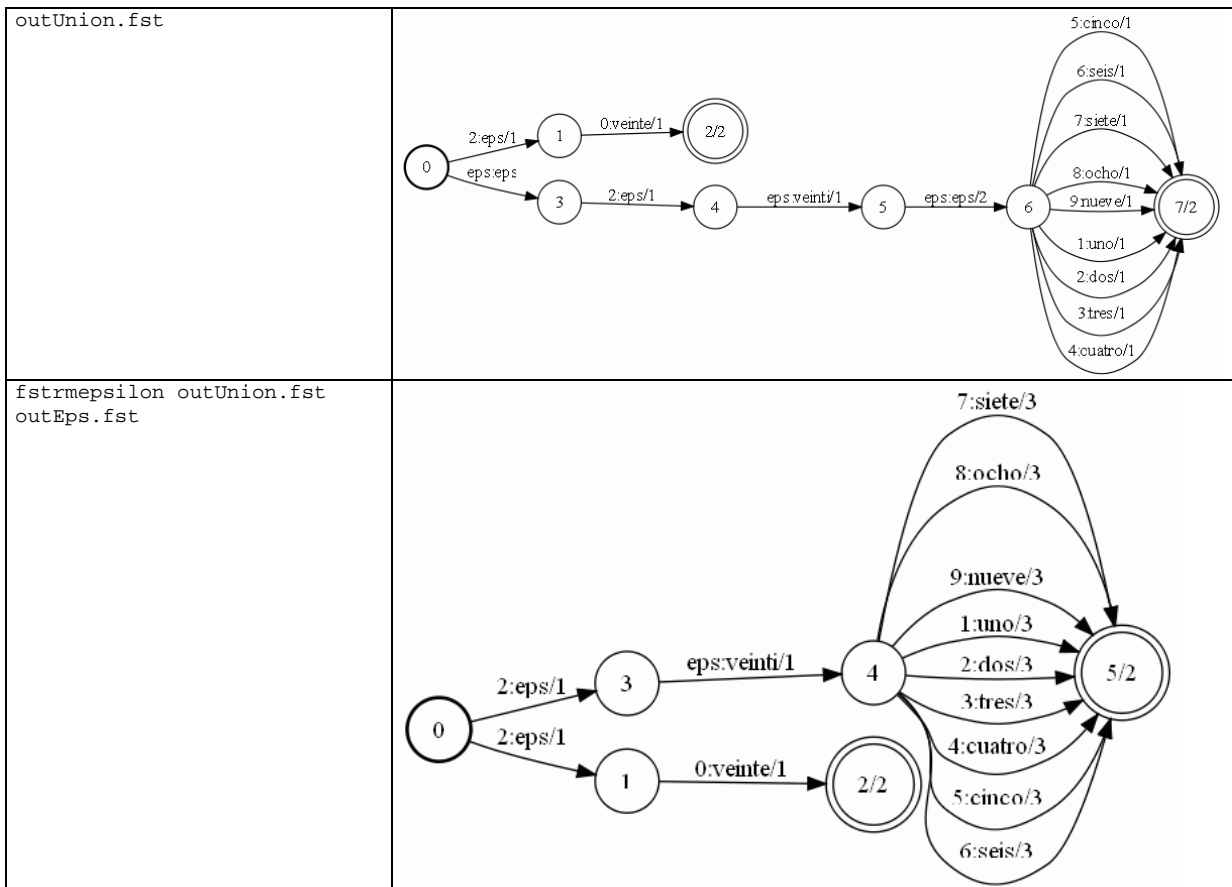 outUnion.fst
5:cinco/1
6:seis/1
7:siete/1
8:ocho/1
9:nueve/1
1:uno/1
2:dos/1
3:tres/1
4:cuatro/1
0
2:eps/1
1
0:veinte/1
2/2
eps:eps
3
2:eps/1
4
eps:veinti/1
5
eps:eps/2
6
7/2
fstrmepsilon outUnion.fst
outEps.fst
7:siete/3
8:ocho/3
9:nueve/3
1:uno/3
2:dos/3
3:tres/3
4:cuatro/3
5:cinco/3
6:seis/3
0
2:eps/1
3
eps:veinti/1
4
5/2
2:eps/1
1
0:veinte/1
2/2